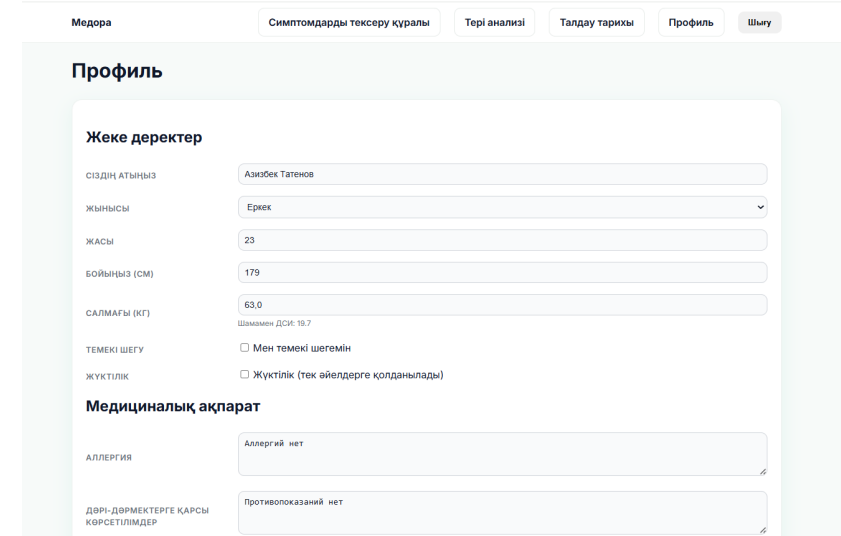 Медора
Симптомдарды тексеру құралы
Тері анализі
Талдау тарихы
Профиль
Шығу
Профиль
Жеке деректер
СІЗДІҢ АТЫҢЫЗ
Азизбек Татенов
ЖЫНЫСЫ
Еркек
ЖАСЫ
23
БОЙЫҢЫЗ (СМ)
179
САЛМАҒЫ (КГ)
63,0
Шамамен ДСИ: 19.7
ТЕМЕКІ ШЕГУ
Мен темекі шегемін
ЖҮКТІЛІК
Жүктілік (тек әйелдерге қолданылады)
Медициналық ақпарат
АЛЛЕРГИЯ
Аллергий нет
ДӘРІ-ДӘРМЕКТЕРГЕ ҚАРСЫ
КӨРСЕТІЛІМДЕР
Противопоказаний нет